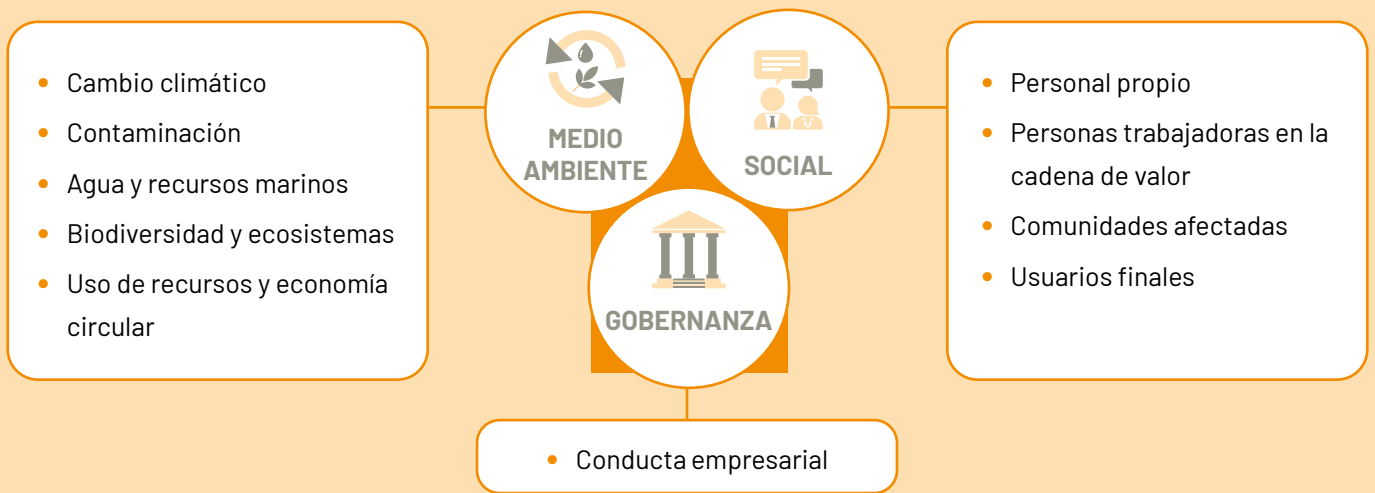 Cambio climático
Contaminación
Agua y recursos marinos
Biodiversidad y ecosistemas
Uso de recursos y economía
circular
MEDIO
AMBIENTE
SOCIAL
GOBERNANZA
Personal propio
Personas trabajadoras en la
cadena de valor
Comunidades afectadas
Usuarios finales
Conducta empresarial